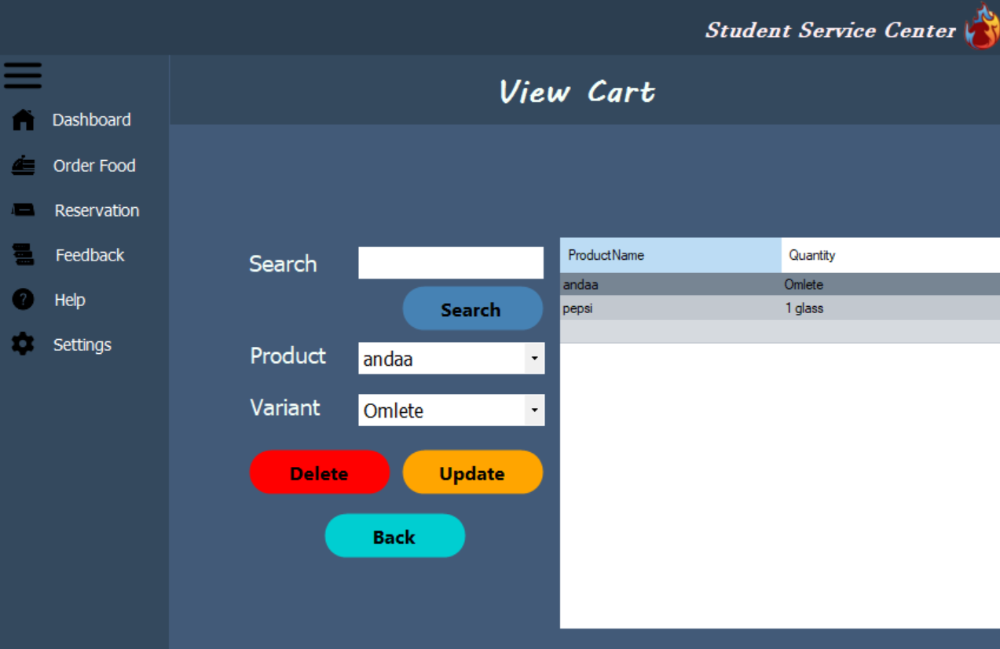 Student Service Center
View Cart
Dashboard
Order Food
Reservation
Feedback
Help
Settings
Search
Search
Product andaa
Variant Omlete
Delete Update
Back
ProductName Quantity
andaa Omlete
pepsi 1 glass